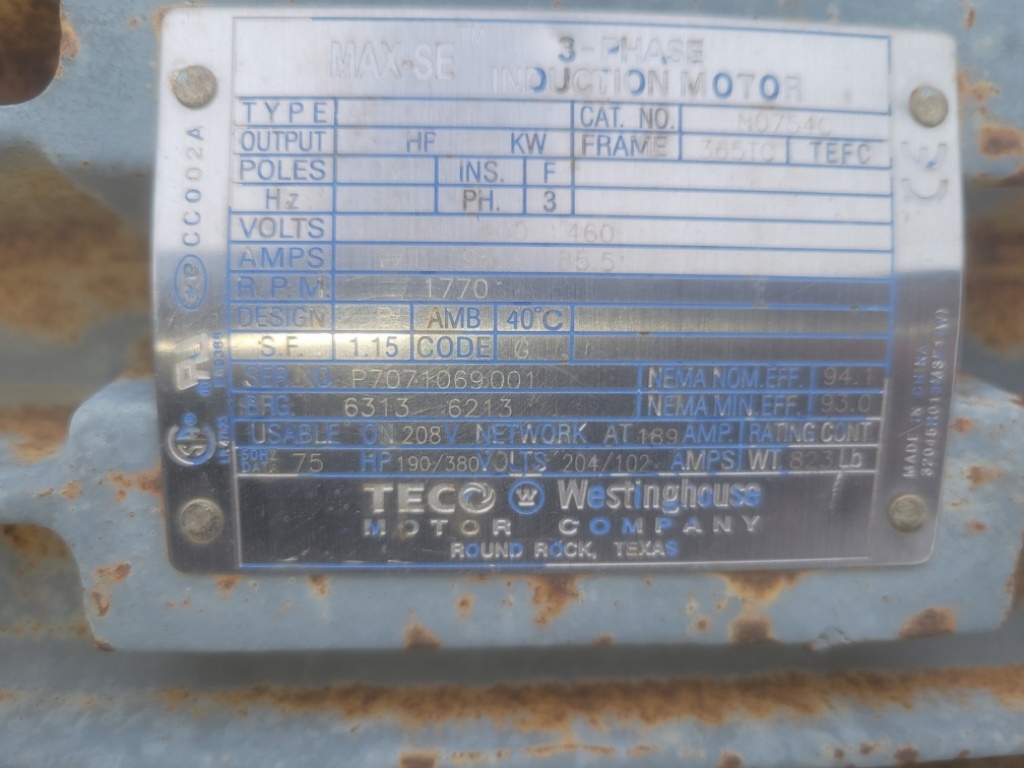 MAX-SE™ 3-PHASE
INDUCTION MOTOR
TYPE CAT. NO. N0754C
OUTPUT HP KW FRAME 365TC TEFC
POLES INS. F
Hz PH. 3
VOLTS 460
AMPS 85.5
R.P.M. 1770
DESIGN AMB 40°C
S.F. 1.15 CODE G
SER. NO. P7071069001 NEMA NOM. EFF. 94.1
BRG. 6313 6213 NEMA MIN. EFF. 93.0
USABLE ON 208V NETWORK AT 189 AMP. RATING CONT
50HZ DATA 75 HP 190/380 VOLTS 204/102 AMPS WT. 823 Lb
TECO Westinghouse
MOTOR COMPANY
ROUND ROCK, TEXAS
CC002A
CE
MADE IN CHINA